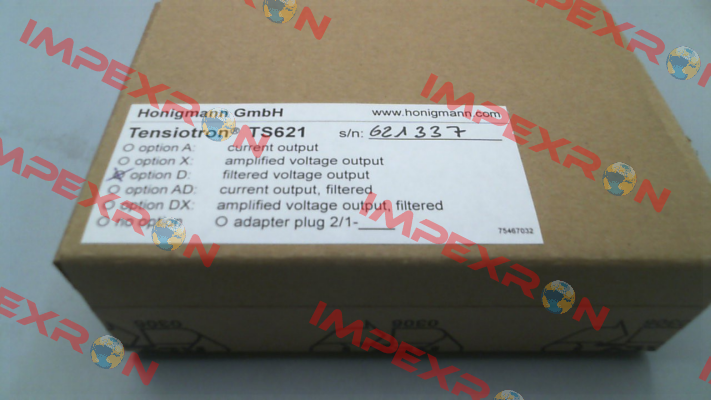 Honigmann GmbH www.honigmann.com
Tensiotron® TS621 s/n: 621337
option A: current output
option X: amplified voltage output
option D: filtered voltage output
option AD: current output, filtered
option DX: amplified voltage output, filtered
no option adapter plug 2/1-____
75467032
IMPEXRON
IMPEXRON
IMPEXRON
IMPEXRON
IMPEXRON
IMPEXRON